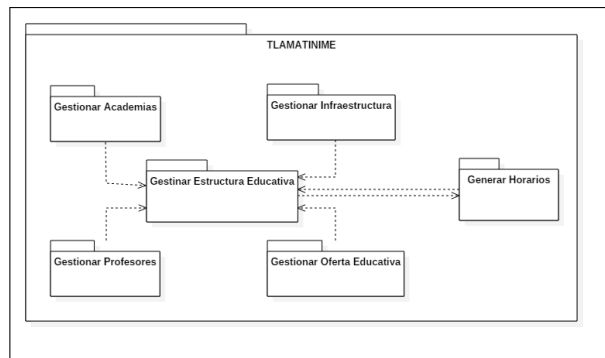 TLAMATINIME
Gestionar Academias
Gestionar Infraestructura
Gestinar Estructura Educativa
Generar Horarios
Gestionar Profesores
Gestionar Oferta Educativa